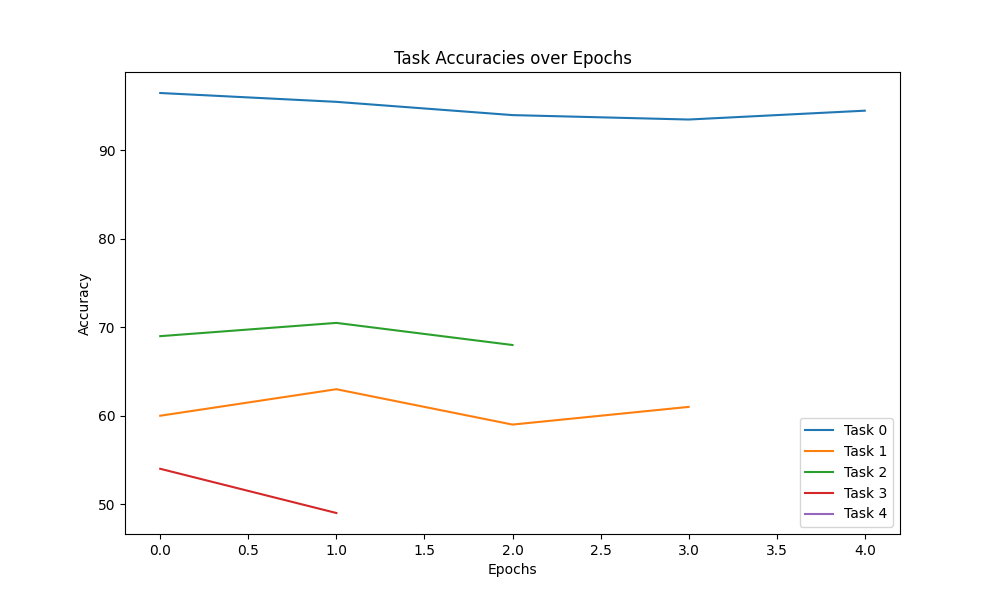 Task Accuracies over Epochs
Accuracy
90
80
70
60
50
0.0 0.5 1.0 1.5 2.0 2.5 3.0 3.5 4.0
Epochs
Task 0
Task 1
Task 2
Task 3
Task 4